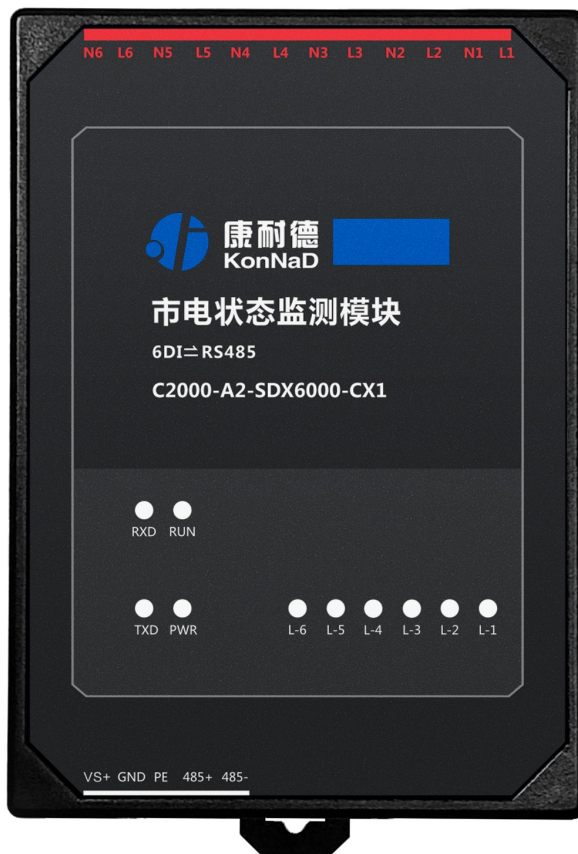 N6 L6 N5 L5 N4 L4 N3 L3 N2 L2 N1 L1
康耐德
KonNaD
市电状态监测模块
6DI⇌RS485
C2000-A2-SDX6000-CX1
RXD RUN
TXD PWR L-6 L-5 L-4 L-3 L-2 L-1
VS+ GND PE 485+ 485-